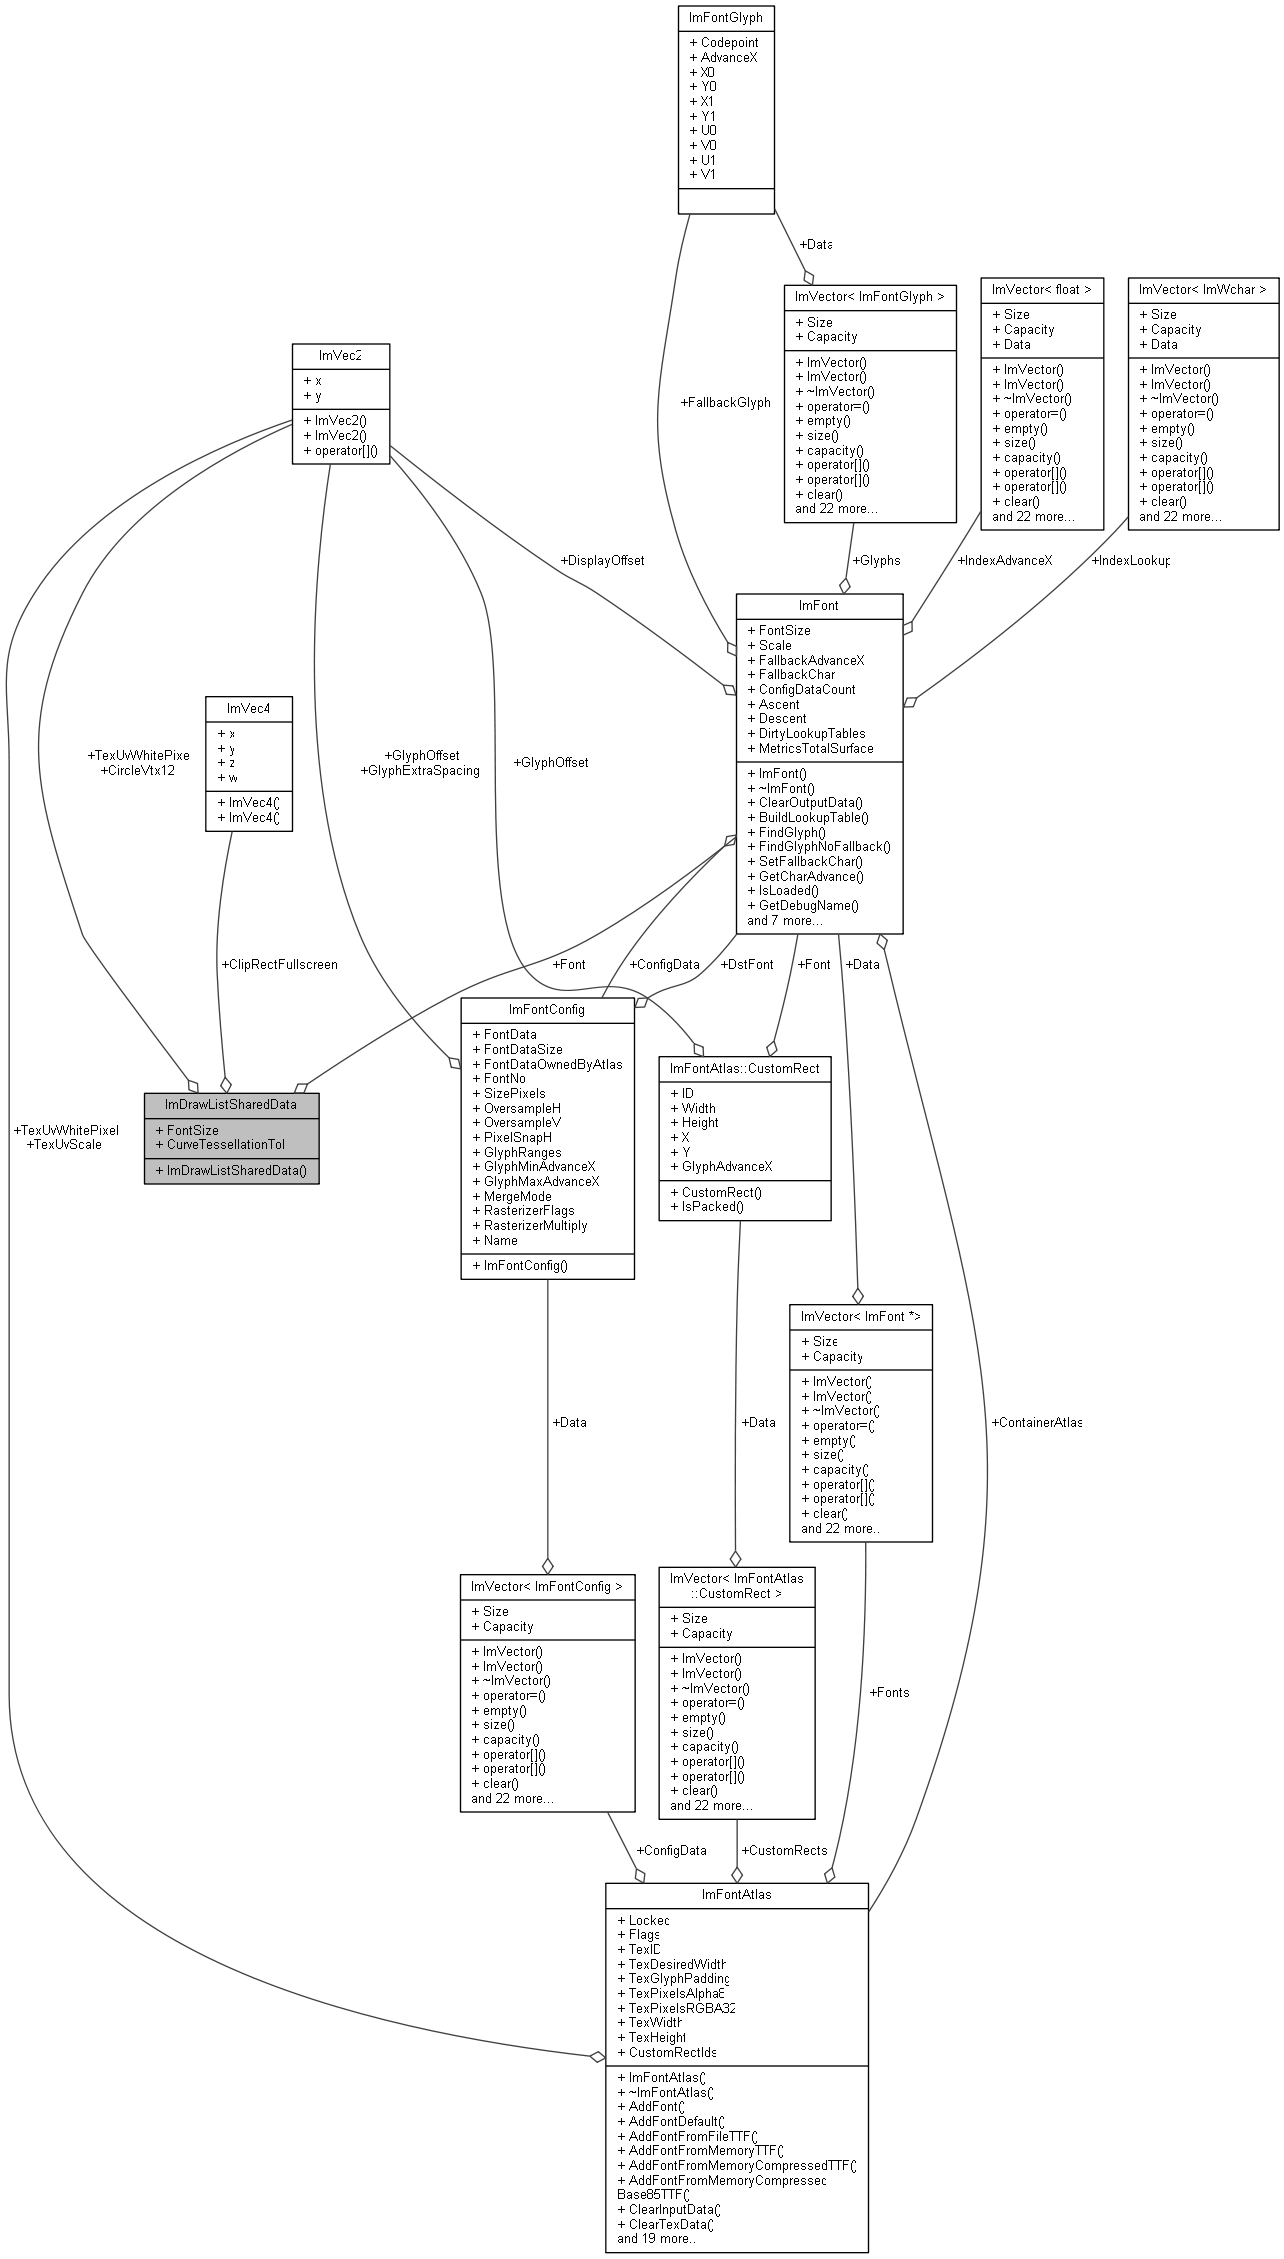 ImFontGlyph
+ Codepoint
+ AdvanceX
+ X0
+ Y0
+ X1
+ Y1
+ U0
+ V0
+ U1
+ V1
+Data
+FallbackGlyph
ImVector< ImFontGlyph >
+ Size
+ Capacity
+ ImVector()
+ ImVector()
+ ~ImVector()
+ operator=()
+ empty()
+ size()
+ capacity()
+ operator[]()
+ operator[]()
+ clear()
and 22 more...
ImVector< float >
+ Size
+ Capacity
+ Data
+ ImVector()
+ ImVector()
+ ~ImVector()
+ operator=()
+ empty()
+ size()
+ capacity()
+ operator[]()
+ operator[]()
+ clear()
and 22 more...
ImVector< ImWchar >
+ Size
+ Capacity
+ Data
+ ImVector()
+ ImVector()
+ ~ImVector()
+ operator=()
+ empty()
+ size()
+ capacity()
+ operator[]()
+ operator[]()
+ clear()
and 22 more...
ImVec2
+ x
+ y
+ ImVec2()
+ ImVec2()
+ operator[]()
+DisplayOffset
+Glyphs
+IndexAdvanceX
+IndexLookup
ImFont
+ FontSize
+ Scale
+ FallbackAdvanceX
+ FallbackChar
+ ConfigDataCount
+ Ascent
+ Descent
+ DirtyLookupTables
+ MetricsTotalSurface
+ ImFont()
+ ~ImFont()
+ ClearOutputData()
+ BuildLookupTable()
+ FindGlyph()
+ FindGlyphNoFallback()
+ SetFallbackChar()
+ GetCharAdvance()
+ IsLoaded()
+ GetDebugName()
and 7 more...
ImVec4
+ x
+ y
+ z
+ w
+ ImVec4(
+ ImVec4(
+TexUvWhitePixe
+CircleVtx12
+GlyphOffset
+GlyphExtraSpacing
+GlyphOffset
+ClipRectFullscreen
+Font
+ConfigData
+DstFont
+Font
+Data
ImDrawListSharedData
+ FontSize
+ CurveTessellationTol
+ ImDrawListSharedData()
+TexUvWhitePixel
+TexUvScale
ImFontConfig
+ FontData
+ FontDataSize
+ FontDataOwnedByAtlas
+ FontNo
+ SizePixels
+ OversampleH
+ OversampleV
+ PixelSnapH
+ GlyphRanges
+ GlyphMinAdvanceX
+ GlyphMaxAdvanceX
+ MergeMode
+ RasterizerFlags
+ RasterizerMultiply
+ Name
+ ImFontConfig()
ImFontAtlas::CustomRect
+ ID
+ Width
+ Height
+ X
+ Y
+ GlyphAdvanceX
+ CustomRect()
+ IsPacked()
ImVector< ImFont *>
+ Size
+ Capacity
+ ImVector(
+ ImVector(
+ ~ImVector(
+ operator=(
+ empty(
+ size(
+ capacity(
+ operator[](
+ operator[](
+ clear(
and 22 more..
+Data
+Data
+ContainerAtlas
ImVector< ImFontConfig >
+ Size
+ Capacity
+ ImVector()
+ ImVector()
+ ~ImVector()
+ operator=()
+ empty()
+ size()
+ capacity()
+ operator[]()
+ operator[]()
+ clear()
and 22 more...
ImVector< ImFontAtlas
::CustomRect >
+ Size
+ Capacity
+ ImVector()
+ ImVector()
+ ~ImVector()
+ operator=()
+ empty()
+ size()
+ capacity()
+ operator[]()
+ operator[]()
+ clear()
and 22 more...
+Fonts
+ConfigData
+CustomRects
ImFontAtlas
+ Locked
+ Flags
+ TexID
+ TexDesiredWidth
+ TexGlyphPadding
+ TexPixelsAlpha8
+ TexPixelsRGBA32
+ TexWidth
+ TexHeight
+ CustomRectIds
+ ImFontAtlas(
+ ~ImFontAtlas(
+ AddFont(
+ AddFontDefault(
+ AddFontFromFileTTF(
+ AddFontFromMemoryTTF(
+ AddFontFromMemoryCompressedTTF(
+ AddFontFromMemoryCompressed
Base85TTF(
+ ClearInputData(
+ ClearTexData(
and 19 more..